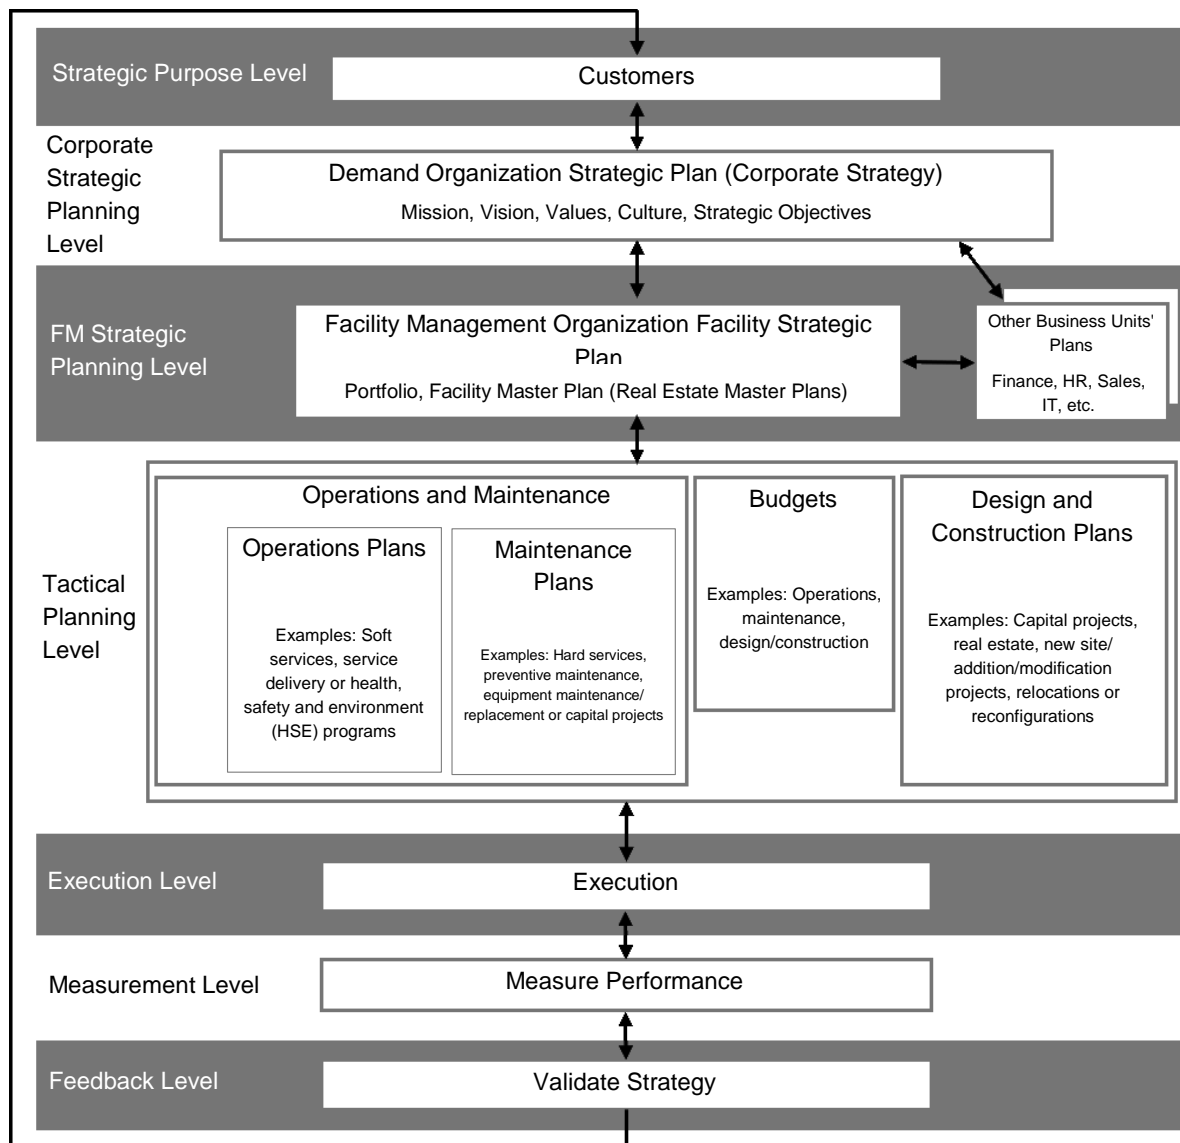 Strategic Purpose Level
Customers
Corporate
Strategic
Planning
Level
Demand Organization Strategic Plan (Corporate Strategy)
Mission, Vision, Values, Culture, Strategic Objectives
FM Strategic
Planning Level
Facility Management Organization Facility Strategic
Plan
Portfolio, Facility Master Plan (Real Estate Master Plans)
Other Business Units'
Plans
Finance, HR, Sales,
IT, etc.
Tactical
Planning
Level
Operations and Maintenance
Operations Plans
Examples: Soft
services, service
delivery or health,
safety and environment
(HSE) programs
Maintenance
Plans
Examples: Hard services,
preventive maintenance,
equipment maintenance/
replacement or capital projects
Budgets
Examples: Operations,
maintenance,
design/construction
Design and
Construction Plans
Examples: Capital projects,
real estate, new site/
addition/modification
projects, relocations or
reconfigurations
Execution Level
Execution
Measurement Level
Measure Performance
Feedback Level
Validate Strategy